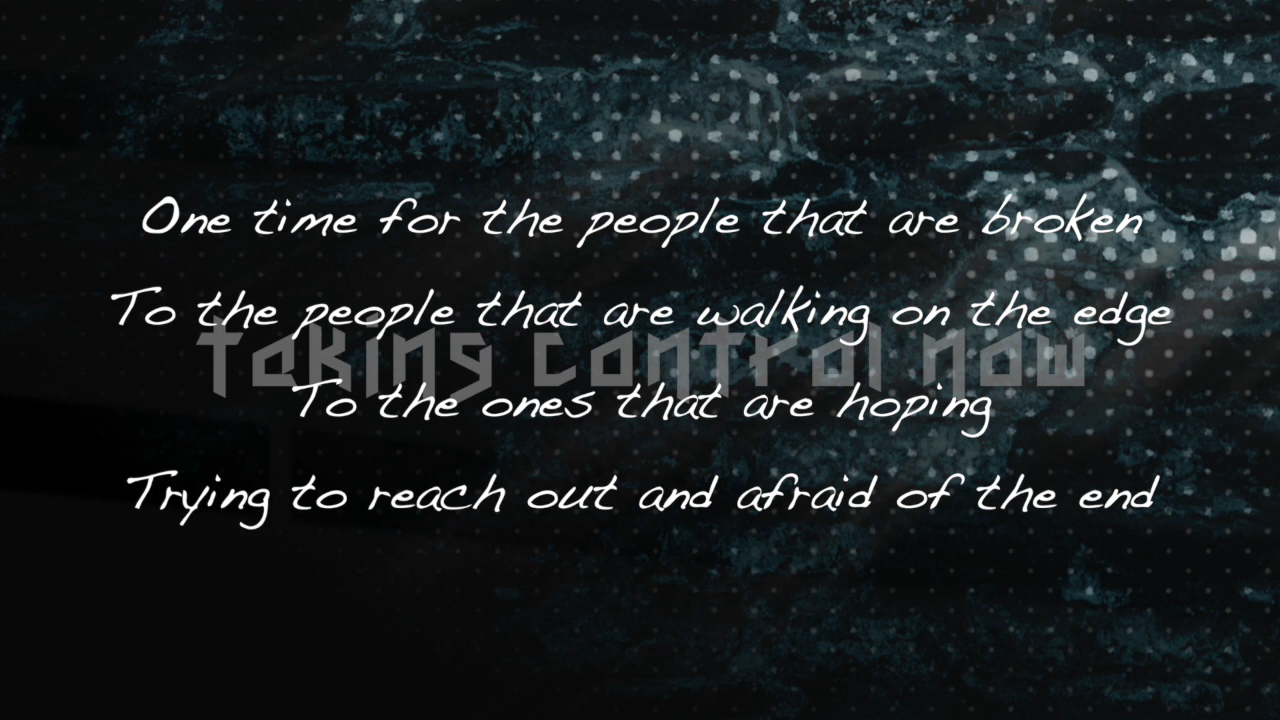 One time for the people that are broken
To the people that are walking on the edge
Taking control now
To the ones that are hoping
Trying to reach out and afraid of the end